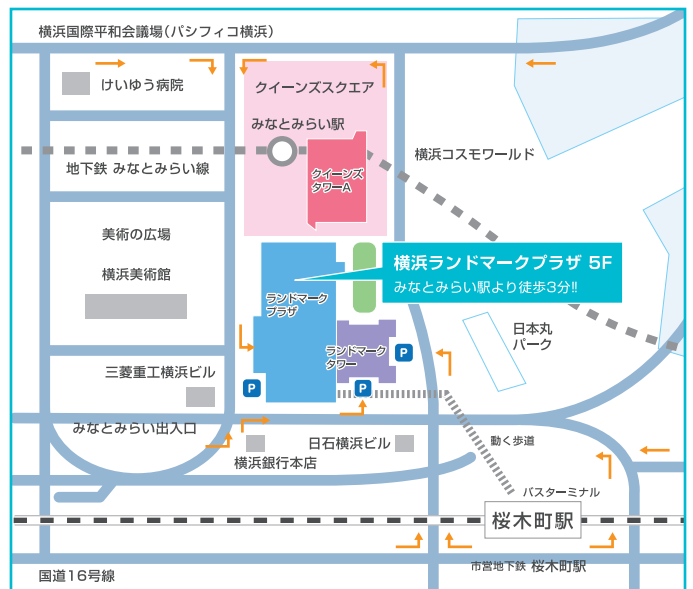 横浜国際平和会議場（パシフィコ横浜）
けいゆう病院
クイーンズスクエア
みなとみらい駅
地下鉄 みなとみらい線
クイーンズ
タワーA
横浜コスモワールド
美術の広場
横浜美術館
横浜ランドマークプラザ 5F
みなとみらい駅より徒歩3分!!
ランドマーク
プラザ
日本丸
パーク
ランドマーク
タワー
P
P
P
三菱重工横浜ビル
みなとみらい出入口
日石横浜ビル
動く歩道
横浜銀行本店
バスターミナル
桜木町駅
市営地下鉄 桜木町駅
国道16号線